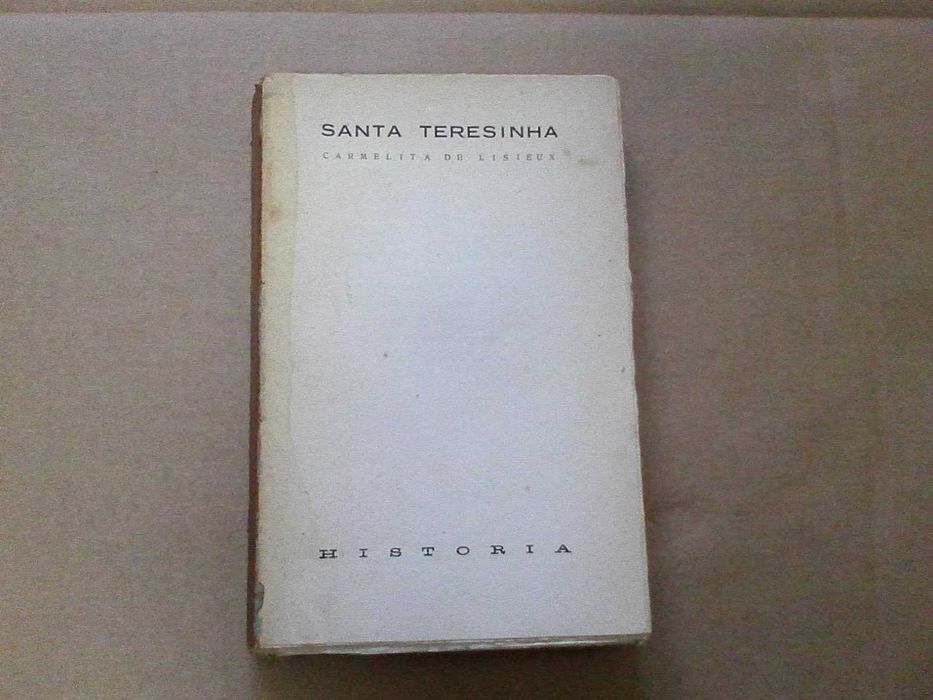 SANTA TERESINHA
CARMELITA DE LISIEUX
HISTORIA